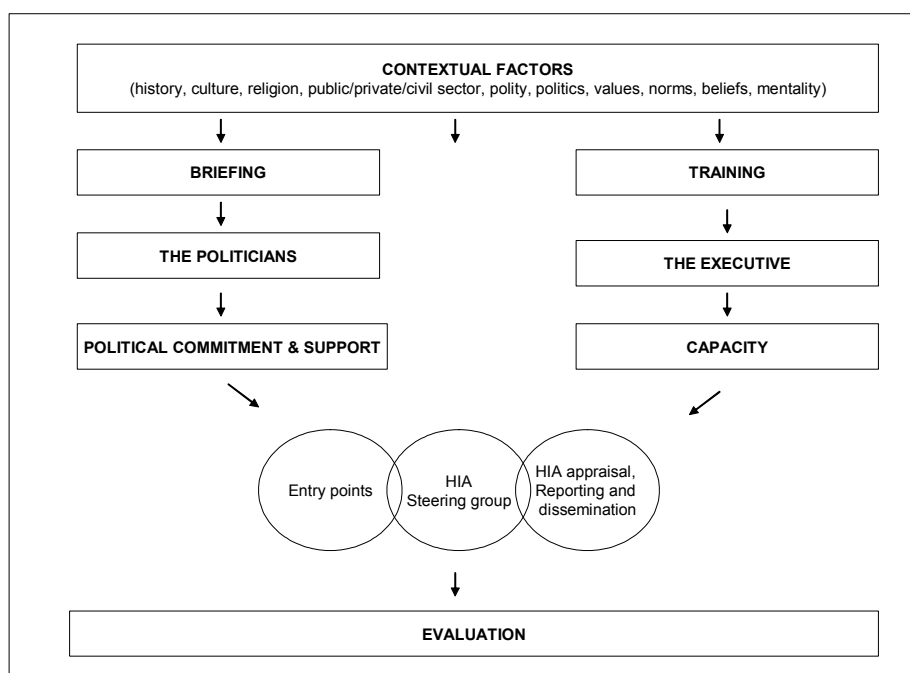 CONTEXTUAL FACTORS
(history, culture, religion, public/private/civil sector, polity, politics, values, norms, beliefs, mentality)
BRIEFING
TRAINING
THE POLITICIANS
THE EXECUTIVE
POLITICAL COMMITMENT & SUPPORT
CAPACITY
Entry points
HIA
Steering group
HIA appraisal,
Reporting and
dissemination
EVALUATION